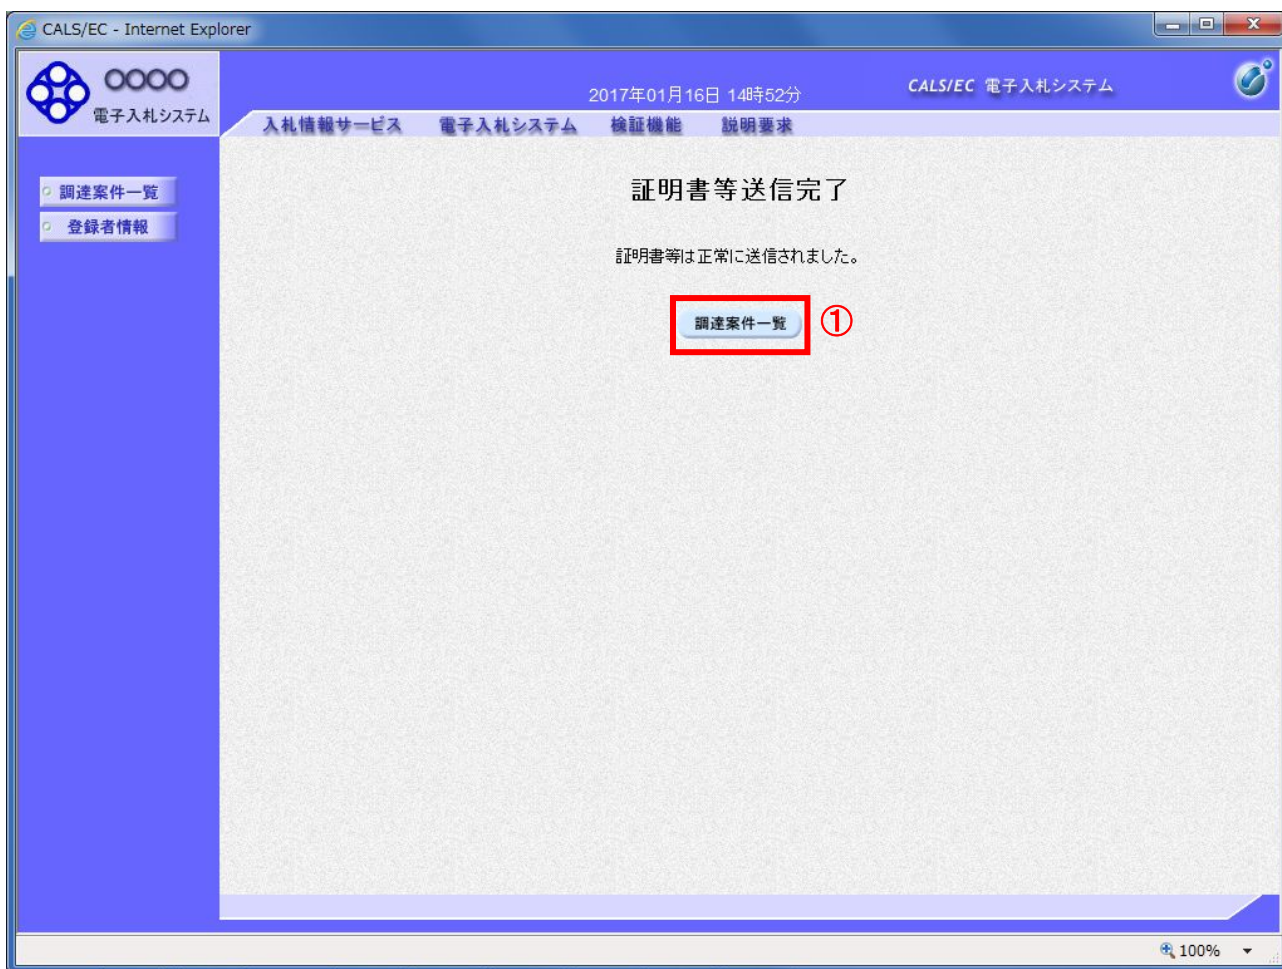 CALS/EC - Internet Explorer
○○○○
電子入札システム
2017年01月16日 14時52分
CALS/EC 電子入札システム
入札情報サービス 電子入札システム 検証機能 説明要求
調達案件一覧
登録者情報
証明書等送信完了
証明書等は正常に送信されました。
調達案件一覧 ①
100%